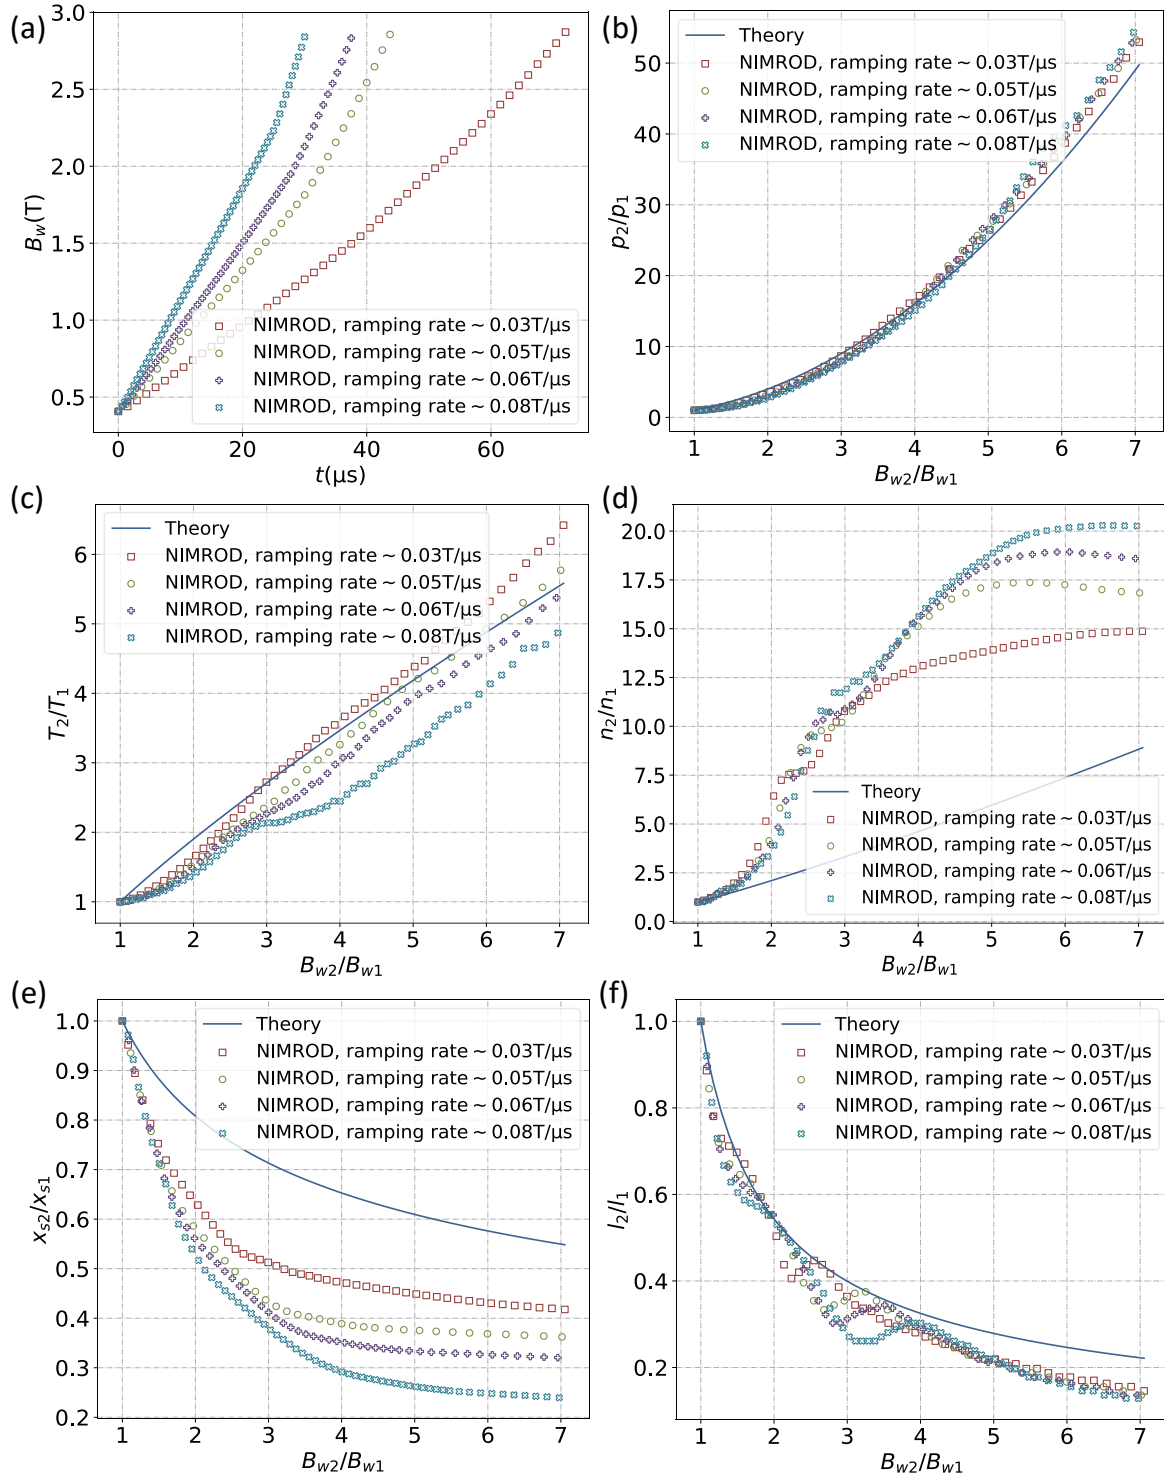 (a)
3.0
2.5
2.0
1.5
1.0
0.5
B_w(T)
0
20
40
60
t(μs)
NIMROD, ramping rate ~ 0.03T/μs
NIMROD, ramping rate ~ 0.05T/μs
NIMROD, ramping rate ~ 0.06T/μs
NIMROD, ramping rate ~ 0.08T/μs
(b)
50
40
30
20
10
0
p_2/p_1
1
2
3
4
5
6
7
B_w2/B_w1
Theory
NIMROD, ramping rate ~ 0.03T/μs
NIMROD, ramping rate ~ 0.05T/μs
NIMROD, ramping rate ~ 0.06T/μs
NIMROD, ramping rate ~ 0.08T/μs
(c)
6
5
4
3
2
1
T_2/T_1
1
2
3
4
5
6
7
B_w2/B_w1
Theory
NIMROD, ramping rate ~ 0.03T/μs
NIMROD, ramping rate ~ 0.05T/μs
NIMROD, ramping rate ~ 0.06T/μs
NIMROD, ramping rate ~ 0.08T/μs
(d)
20.0
17.5
15.0
12.5
10.0
7.5
5.0
2.5
0.0
n_2/n_1
1
2
3
4
5
6
7
B_w2/B_w1
Theory
NIMROD, ramping rate ~ 0.03T/μs
NIMROD, ramping rate ~ 0.05T/μs
NIMROD, ramping rate ~ 0.06T/μs
NIMROD, ramping rate ~ 0.08T/μs
(e)
1.0
0.9
0.8
0.7
0.6
0.5
0.4
0.3
0.2
x_s2/x_s1
1
2
3
4
5
6
7
B_w2/B_w1
Theory
NIMROD, ramping rate ~ 0.03T/μs
NIMROD, ramping rate ~ 0.05T/μs
NIMROD, ramping rate ~ 0.06T/μs
NIMROD, ramping rate ~ 0.08T/μs
(f)
1.0
0.8
0.6
0.4
0.2
l_2/l_1
1
2
3
4
5
6
7
B_w2/B_w1
Theory
NIMROD, ramping rate ~ 0.03T/μs
NIMROD, ramping rate ~ 0.05T/μs
NIMROD, ramping rate ~ 0.06T/μs
NIMROD, ramping rate ~ 0.08T/μs